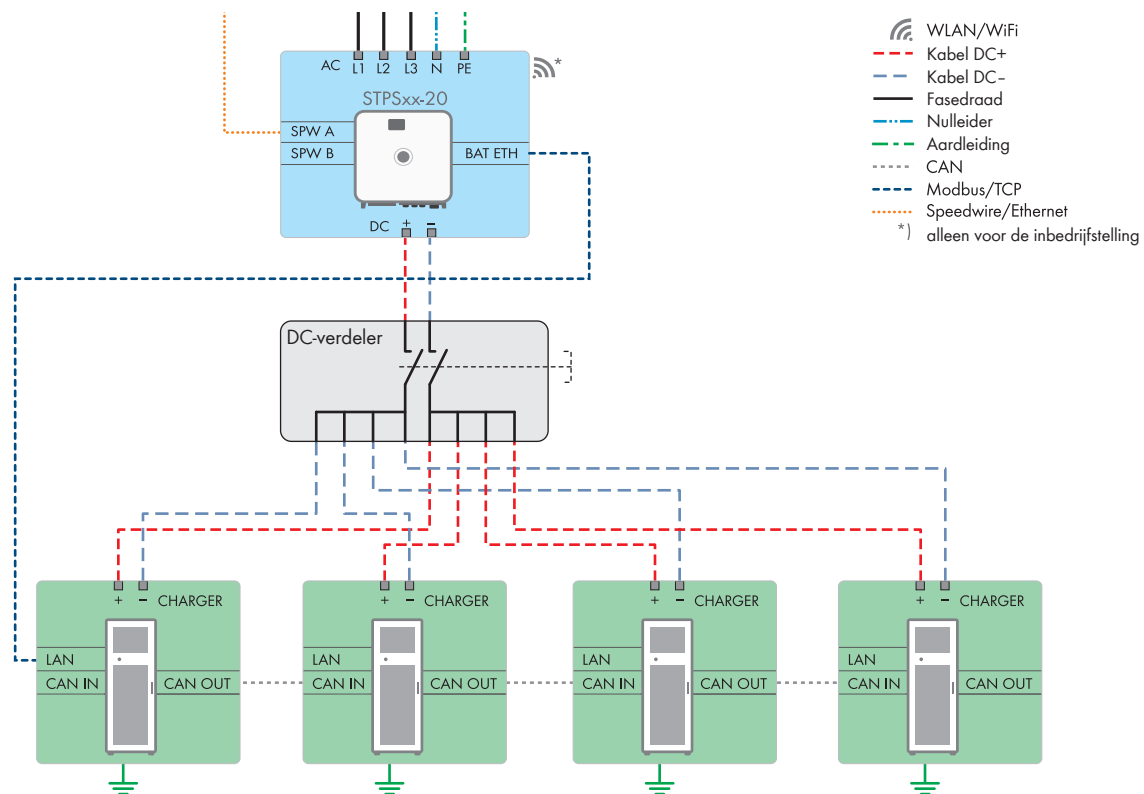 AC L1 L2 L3 N PE *
STPSxx-20
SPW A
SPW B
BAT ETH
DC + −
WLAN/WiFi
Kabel DC+
Kabel DC−
Fasedraad
Nulleider
Aardleiding
CAN
Modbus/TCP
Speedwire/Ethernet
*) alleen voor de inbedrijfstelling
DC-verdeler
+ − CHARGER
LAN
CAN IN
CAN OUT
+ − CHARGER
LAN
CAN IN
CAN OUT
+ − CHARGER
LAN
CAN IN
CAN OUT
+ − CHARGER
LAN
CAN IN
CAN OUT